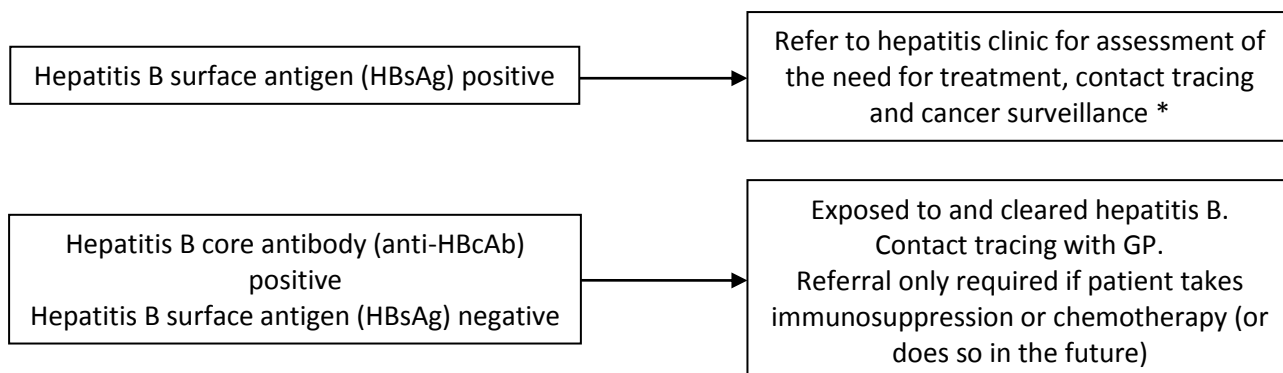 Hepatitis B surface antigen (HBsAg) positive
Refer to hepatitis clinic for assessment of
the need for treatment, contact tracing
and cancer surveillance *
Hepatitis B core antibody (anti-HBcAb)
positive
Hepatitis B surface antigen (HBsAg) negative
Exposed to and cleared hepatitis B.
Contact tracing with GP.
Referral only required if patient takes
immunosuppression or chemotherapy (or
does so in the future)